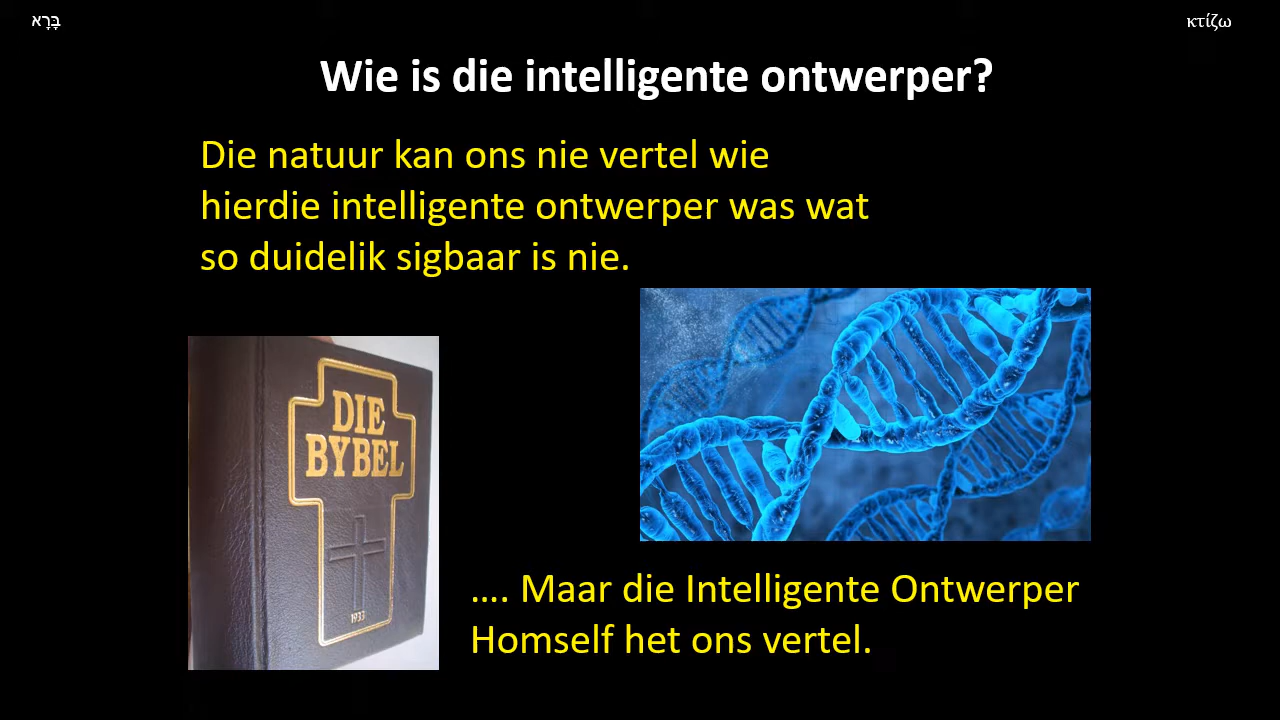 בָּרָא
κτίζω
Wie is die intelligente ontwerper?
Die natuur kan ons nie vertel wie
hierdie intelligente ontwerper was wat
so duidelik sigbaar is nie.
DIE
BYBEL
1933
…. Maar die Intelligente Ontwerper
Homself het ons vertel.